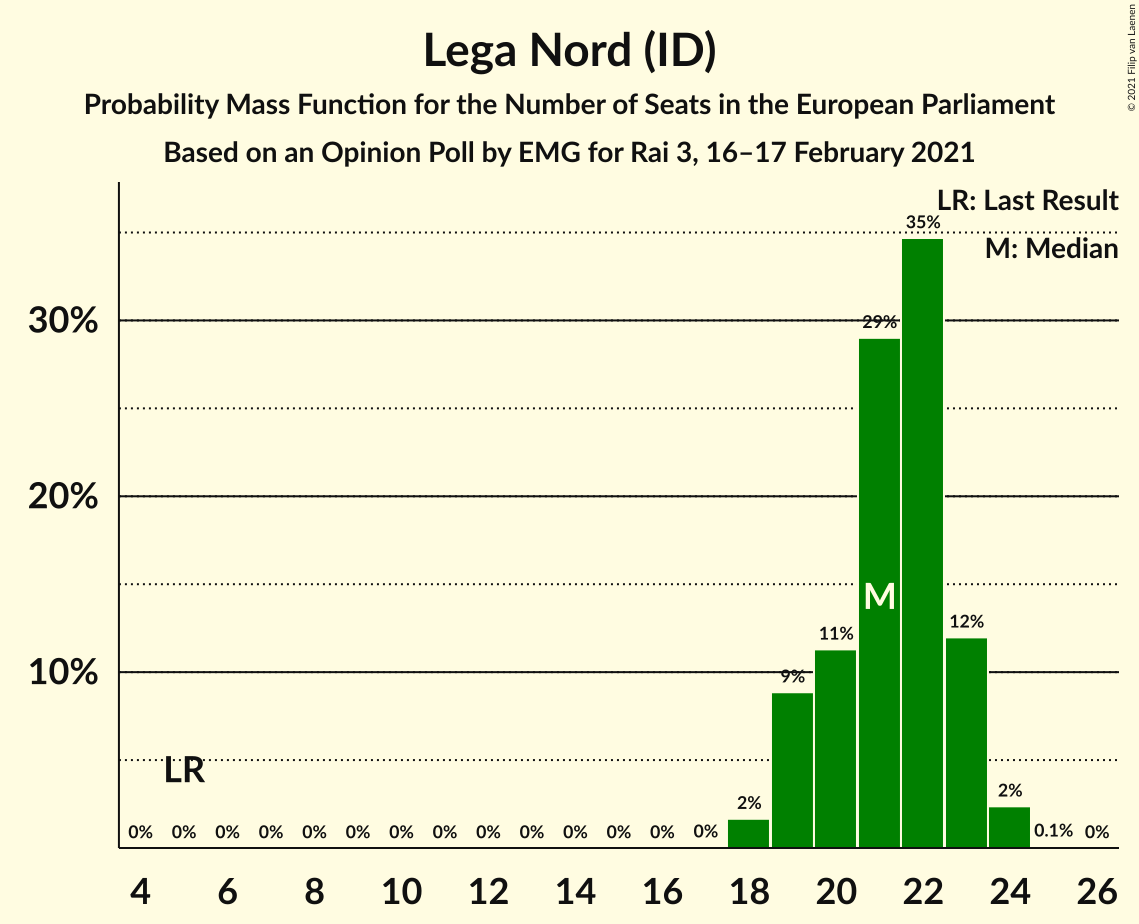 Lega Nord (ID)
Probability Mass Function for the Number of Seats in the European Parliament
Based on an Opinion Poll by EMG for Rai 3, 16–17 February 2021
© 2021 Filip van Laenen
LR: Last Result
M: Median
35%
30%
29%
20%
M
12%
11%
10%
9%
LR
2%
2%
0% 0% 0% 0% 0% 0% 0% 0% 0% 0% 0% 0% 0% 0% 0.1% 0%
4 6 8 10 12 14 16 18 20 22 24 26